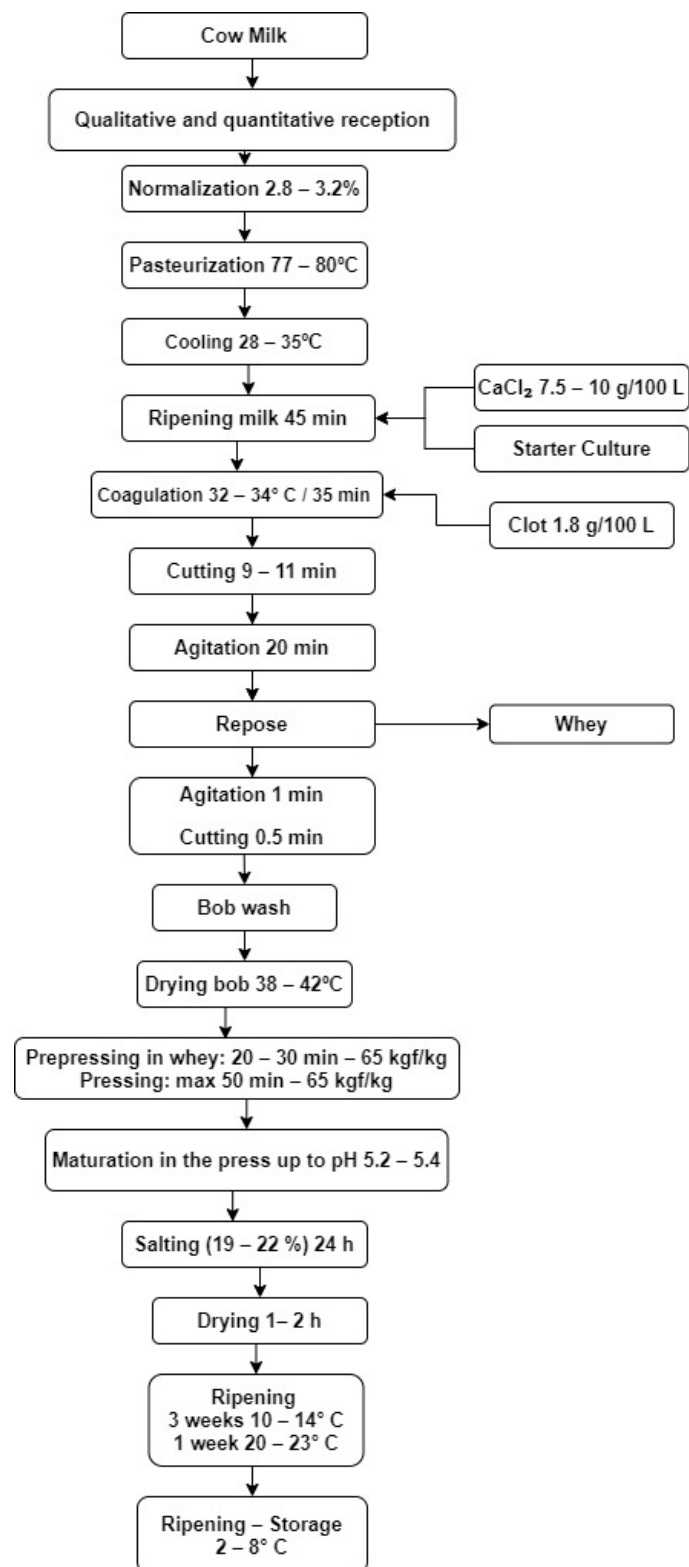 Cow Milk
Qualitative and quantitative reception
Normalization 2.8 – 3.2%
Pasteurization 77 – 80ºC
Cooling 28 – 35ºC
CaCl₂ 7.5 – 10 g/100 L
Ripening milk 45 min
Starter Culture
Coagulation 32 – 34° C / 35 min
Clot 1.8 g/100 L
Cutting 9 – 11 min
Agitation 20 min
Repose
Whey
Agitation 1 min
Cutting 0.5 min
Bob wash
Drying bob 38 – 42ºC
Prepressing in whey: 20 – 30 min – 65 kgf/kg
Pressing: max 50 min – 65 kgf/kg
Maturation in the press up to pH 5.2 – 5.4
Salting (19 – 22 %) 24 h
Drying 1– 2 h
Ripening
3 weeks 10 – 14° C
1 week 20 – 23° C
Ripening – Storage
2 – 8° C